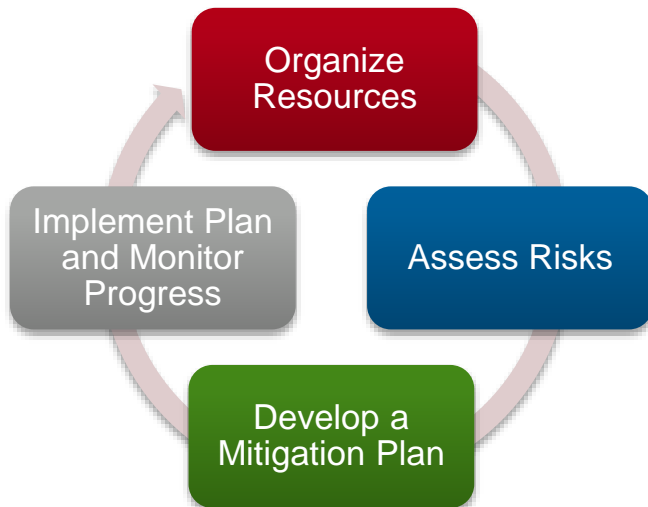 Organize
Resources
Assess Risks
Develop a
Mitigation Plan
Implement Plan
and Monitor
Progress